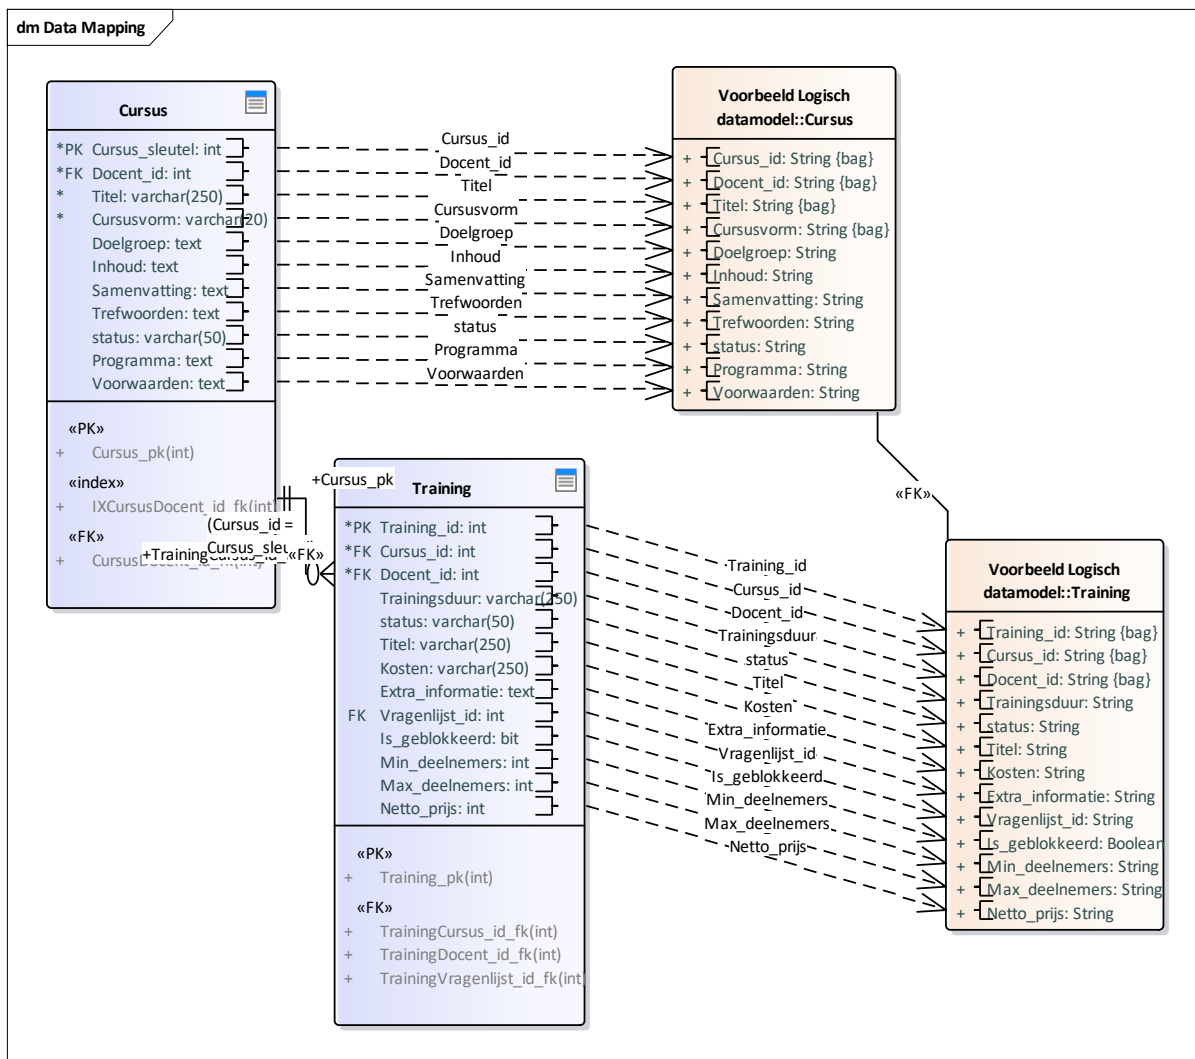 dm Data Mapping
Cursus
*PK Cursus_sleutel: int
*FK Docent_id: int
* Titel: varchar(250)
* Cursusvorm: varchar(20)
Doelgroep: text
Inhoud: text
Samenvatting: text
Trefwoorden: text
status: varchar(50)
Programma: text
Voorwaarden: text
«PK»
+ Cursus_pk(int)
«index»
+ IXCursusDocent_id_fk(int)
«FK»
+ CursusDocent_id_fk(int)
Cursus_id
Docent_id
Titel
Cursusvorm
Doelgroep
Inhoud
Samenvatting
Trefwoorden
status
Programma
Voorwaarden
Voorbeeld Logisch
datamodel::Cursus
+ Cursus_id: String {bag}
+ Docent_id: String {bag}
+ Titel: String {bag}
+ Cursusvorm: String {bag}
+ Doelgroep: String
+ Inhoud: String
+ Samenvatting: String
+ Trefwoorden: String
+ status: String
+ Programma: String
+ Voorwaarden: String
+Cursus_pk
(Cursus_id =
«FK»
Training
*PK Training_id: int
*FK Cursus_id: int
*FK Docent_id: int
Trainingsduur: varchar(250)
status: varchar(50)
Titel: varchar(250)
Kosten: varchar(250)
Extra_informatie: text
FK Vragenlijst_id: int
Is_geblokkeerd: bit
Min_deelnemers: int
Max_deelnemers: int
Netto_prijs: int
«PK»
+ Training_pk(int)
«FK»
+ TrainingCursus_id_fk(int)
+ TrainingDocent_id_fk(int)
+ TrainingVragenlijst_id_fk(int)
Training_id
Cursus_id
Docent_id
Trainingsduur
status
Titel
Kosten
Extra_informatie
Vragenlijst_id
Is_geblokkeerd
Min_deelnemers
Max_deelnemers
Netto_prijs
«FK»
Voorbeeld Logisch
datamodel::Training
+ Training_id: String {bag}
+ Cursus_id: String {bag}
+ Docent_id: String {bag}
+ Trainingsduur: String
+ status: String
+ Titel: String
+ Kosten: String
+ Extra_informatie: String
+ Vragenlijst_id: String
+ Is_geblokkeerd: Boolean
+ Min_deelnemers: String
+ Max_deelnemers: String
+ Netto_prijs: String